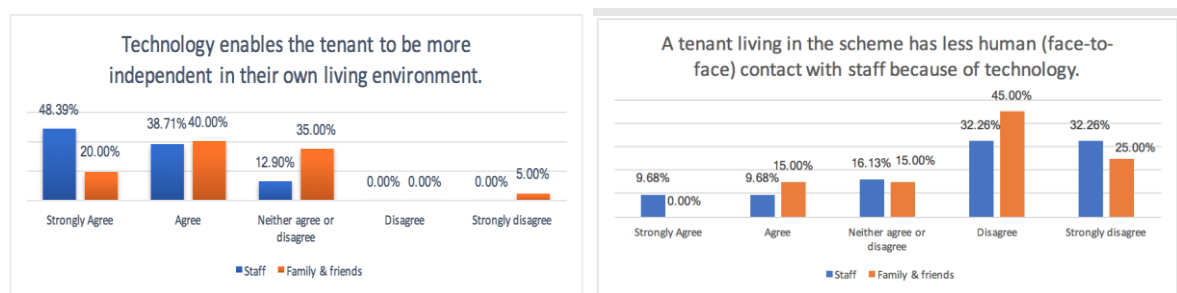 Technology enables the tenant to be more
independent in their own living environment.
48.39%
20.00%
38.71% 40.00%
12.90%
35.00%
0.00% 0.00%
0.00%
5.00%
Strongly Agree
Agree
Neither agree or
disagree
Disagree
Strongly disagree
Staff Family & friends
A tenant living in the scheme has less human (face-to-
face) contact with staff because of technology.
9.68%
0.00%
9.68%
15.00%
16.13% 15.00%
32.26%
45.00%
32.26%
25.00%
Strongly Agree
Agree
Neither agree or
disagree
Disagree
Strongly disagree
Staff Family & friends